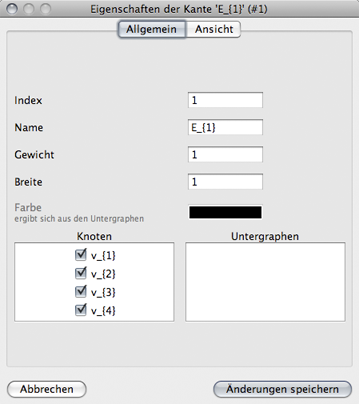 Eigenschaften der Kante 'E_{1}' (#1)
Allgemein Ansicht
Index 1
Name E_{1}
Gewicht 1
Breite 1
Farbe
ergibt sich aus den Untergraphen
Knoten Untergraphen
v_{1}
v_{2}
v_{3}
v_{4}
Abbrechen Änderungen speichern